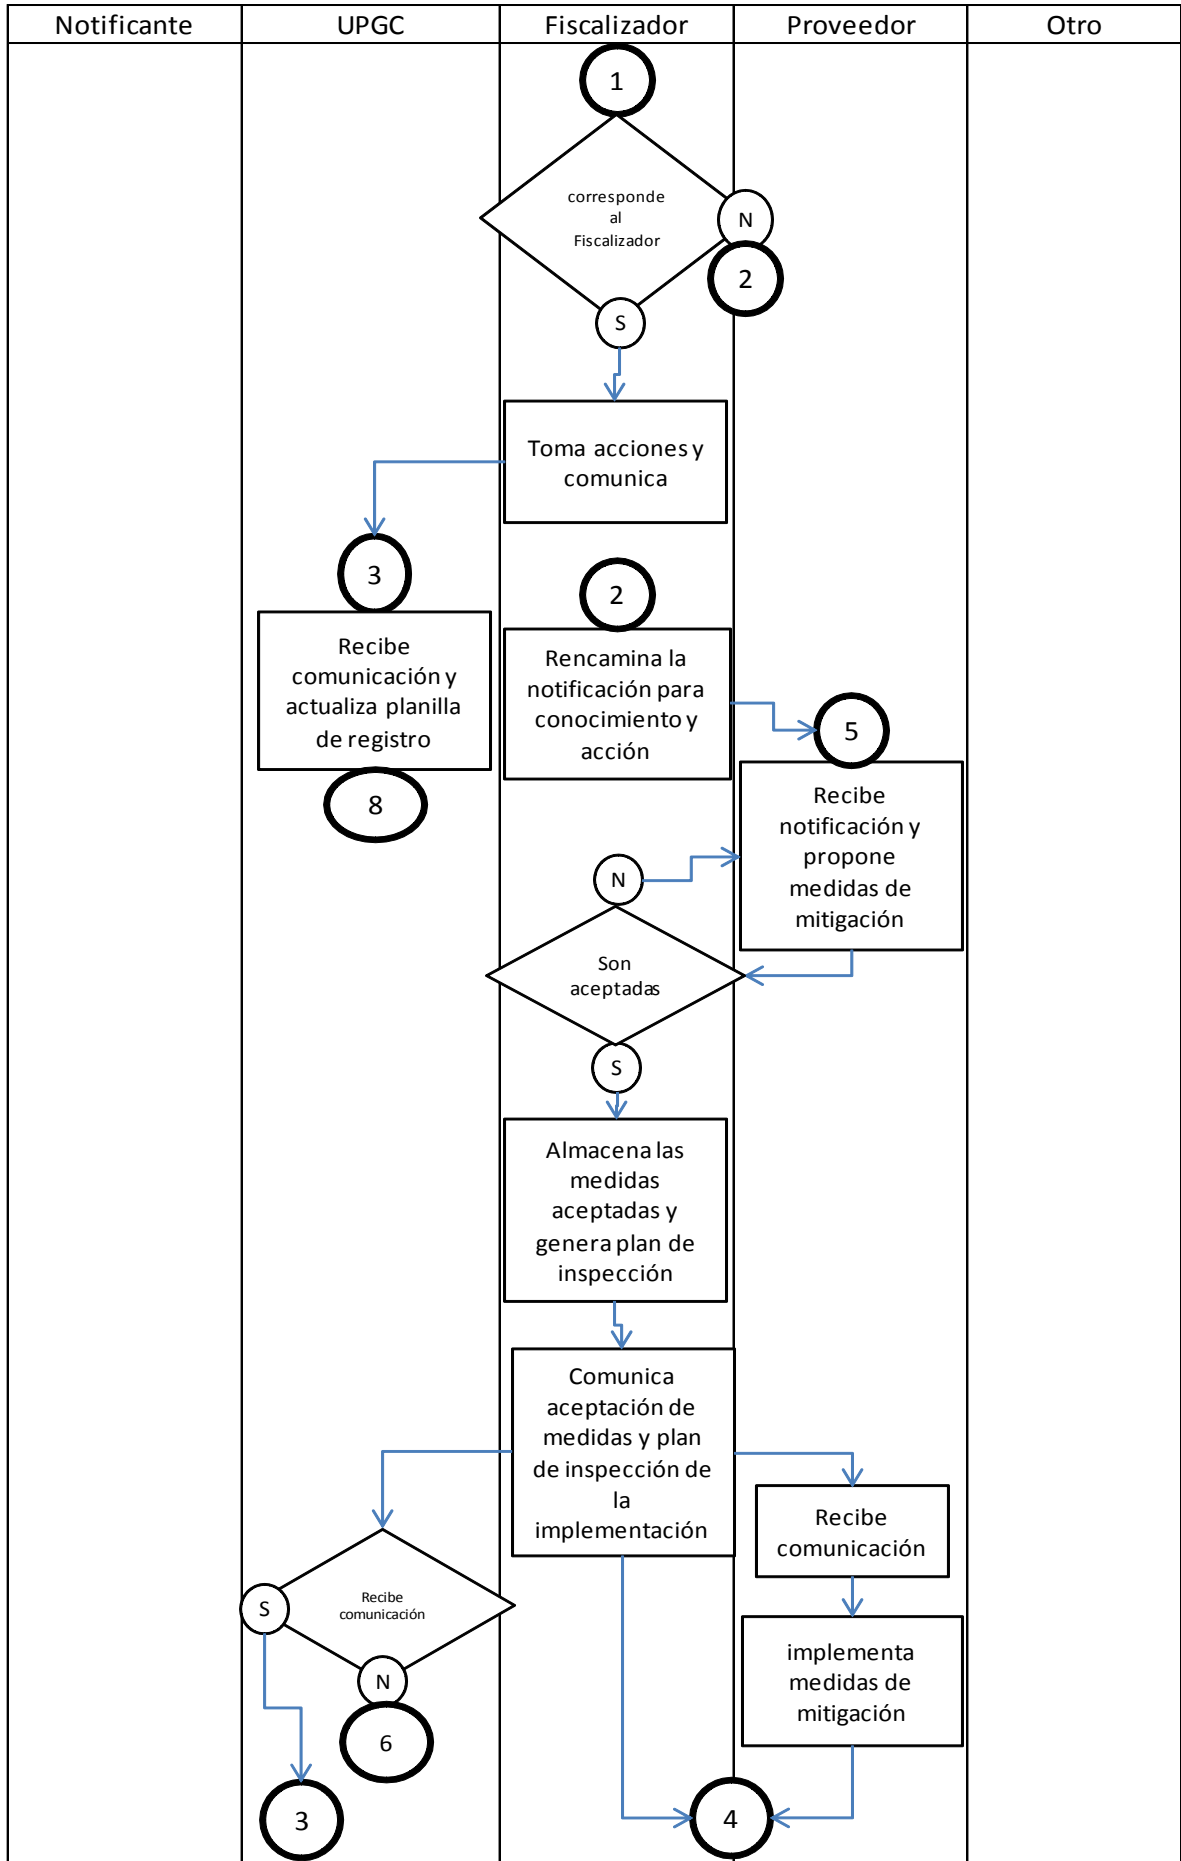 Notificante
UPGC
Fiscalizador
Proveedor
Otro
1
corresponde
al
Fiscalizador
N
2
S
Toma acciones y
comunica
3
Recibe
comunicación y
actualiza planilla
de registro
8
2
Rencamina la
notificación para
conocimiento y
acción
5
Recibe
notificación y
propone
medidas de
mitigación
N
Son
aceptadas
S
Almacena las
medidas
aceptadas y
genera plan de
inspección
Comunica
aceptación de
medidas y plan
de inspección de
la
implementación
Recibe
comunicación
Recibe
comunicación
S
N
6
3
implementa
medidas de
mitigación
4